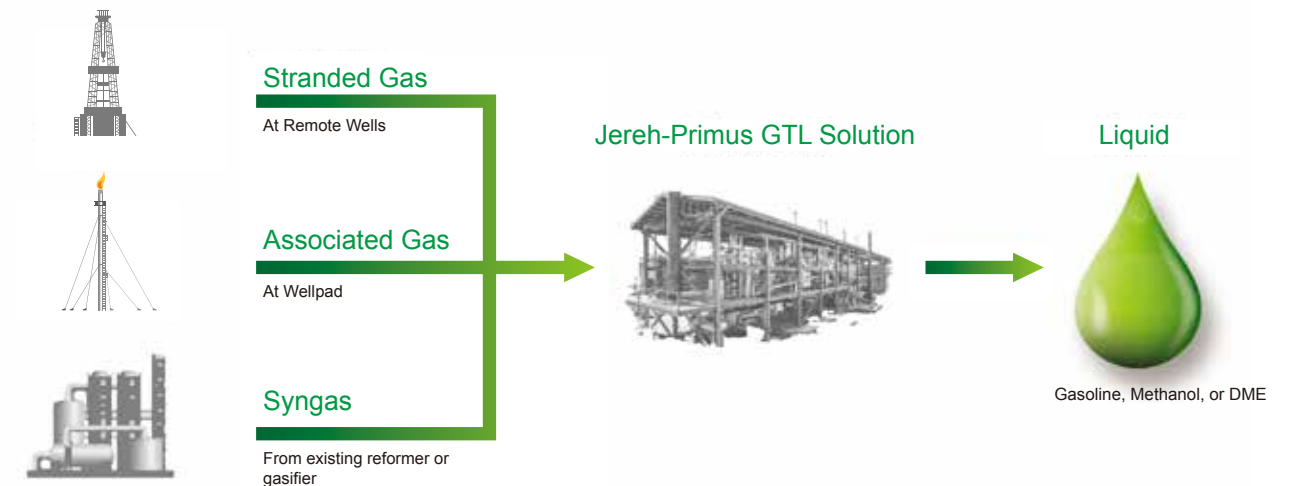 Stranded Gas
At Remote Wells
Associated Gas
At Wellpad
Syngas
From existing reformer or
gasifier
Jereh-Primus GTL Solution
Liquid
Gasoline, Methanol, or DME